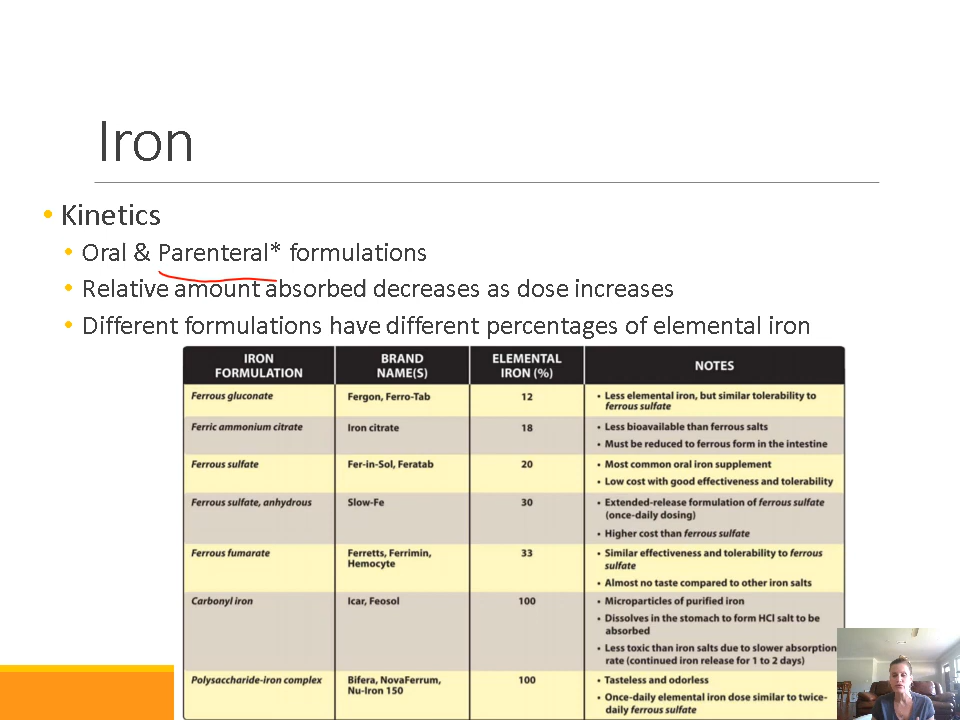 Iron
• Kinetics
• Oral & Parenteral* formulations
• Relative amount absorbed decreases as dose increases
• Different formulations have different percentages of elemental iron
IRON FORMULATION BRAND NAME(S) ELEMENTAL IRON (%) NOTES
Ferrous gluconate Fergon, Ferro-Tab 12 • Less elemental iron, but similar tolerability to
ferrous sulfate
Ferric ammonium citrate Iron citrate 18 • Less bioavailable than ferrous salts
• Must be reduced to ferrous form in the intestine
Ferrous sulfate Fer-in-Sol, Feratab 20 • Most common oral iron supplement
• Low cost with good effectiveness and tolerability
Ferrous sulfate, anhydrous Slow-Fe 30 • Extended-release formulation of ferrous sulfate
(once-daily dosing)
• Higher cost than ferrous sulfate
Ferrous fumarate Ferretts, Ferrimin, Hemocyte 33 • Similar effectiveness and tolerability to ferrous
sulfate
• Almost no taste compared to other iron salts
Carbonyl iron Icar, Feosol 100 • Microparticles of purified iron
• Dissolves in the stomach to form HCl salt to be
absorbed
• Less toxic than iron salts due to slower absorption
rate (continued iron release for 1 to 2 days)
Polysaccharide-iron complex Bifera, NovaFerrum, Nu-Iron 150 100 • Tasteless and odorless
• Once-daily elemental iron dose similar to twice-
daily ferrous sulfate